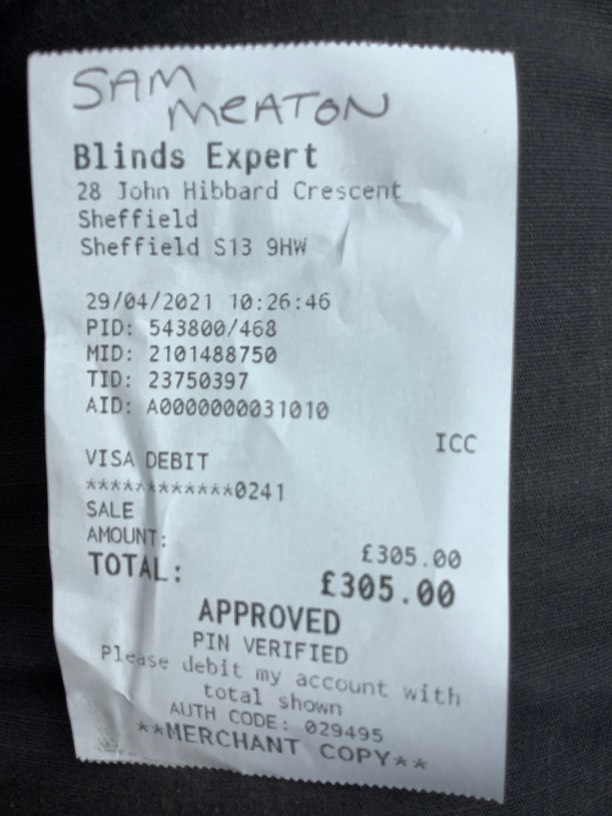 SAM
MEATON
Blinds Expert
28 John Hibbard Crescent
Sheffield
Sheffield S13 9HW
29/04/2021 10:26:46
PID: 543800/468
MID: 2101488750
TID: 23750397
AID: A0000000031010
ICC
VISA DEBIT
************0241
SALE
AMOUNT: £305.00
TOTAL: £305.00
APPROVED
PIN VERIFIED
Please debit my account with
total shown
AUTH CODE: 029495
**MERCHANT COPY**